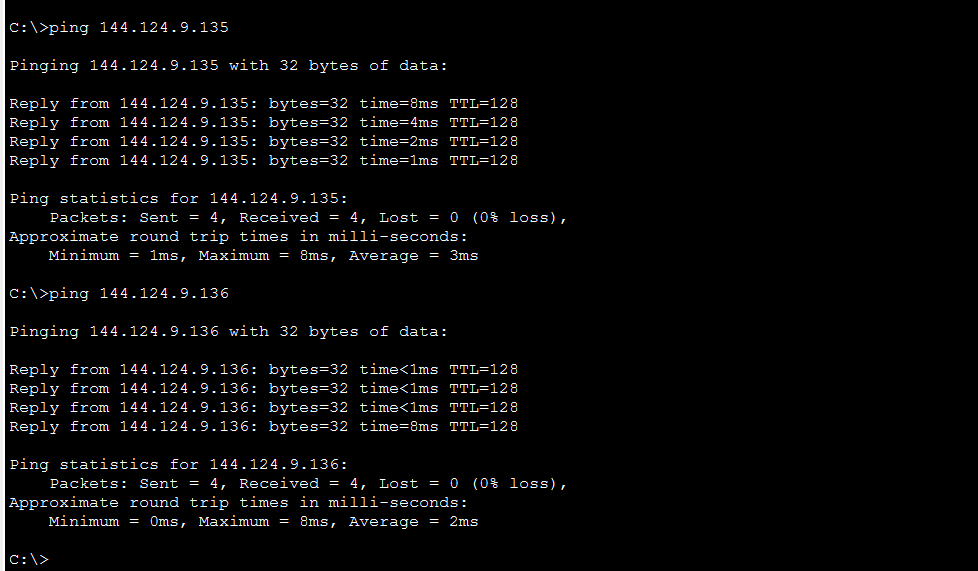 C:\>ping 144.124.9.135
Pinging 144.124.9.135 with 32 bytes of data:
Reply from 144.124.9.135: bytes=32 time=8ms TTL=128
Reply from 144.124.9.135: bytes=32 time=4ms TTL=128
Reply from 144.124.9.135: bytes=32 time=2ms TTL=128
Reply from 144.124.9.135: bytes=32 time=1ms TTL=128
Ping statistics for 144.124.9.135:
    Packets: Sent = 4, Received = 4, Lost = 0 (0% loss),
Approximate round trip times in milli-seconds:
    Minimum = 1ms, Maximum = 8ms, Average = 3ms
C:\>ping 144.124.9.136
Pinging 144.124.9.136 with 32 bytes of data:
Reply from 144.124.9.136: bytes=32 time<1ms TTL=128
Reply from 144.124.9.136: bytes=32 time<1ms TTL=128
Reply from 144.124.9.136: bytes=32 time<1ms TTL=128
Reply from 144.124.9.136: bytes=32 time=8ms TTL=128
Ping statistics for 144.124.9.136:
    Packets: Sent = 4, Received = 4, Lost = 0 (0% loss),
Approximate round trip times in milli-seconds:
    Minimum = 0ms, Maximum = 8ms, Average = 2ms
C:\>